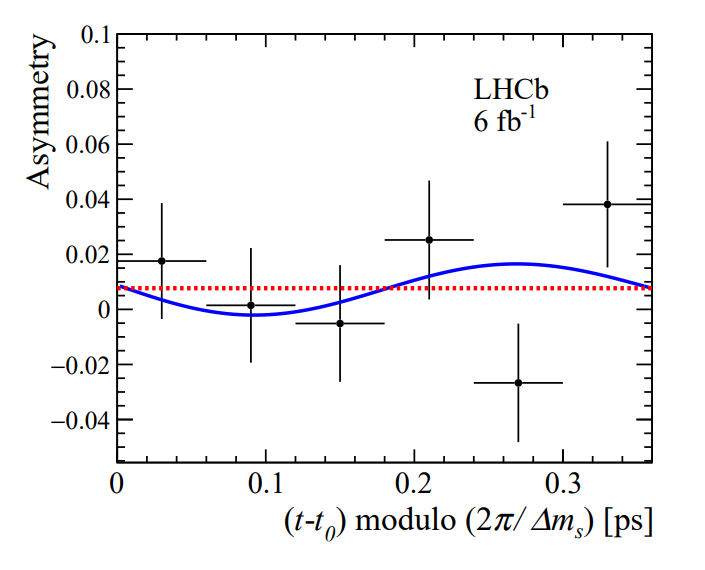 Asymmetry
0.1
0.08
0.06
0.04
0.02
0
−0.02
−0.04
LHCb
6 fb⁻¹
0 0.1 0.2 0.3
(t-t₀) modulo (2π/ Δmₛ) [ps]